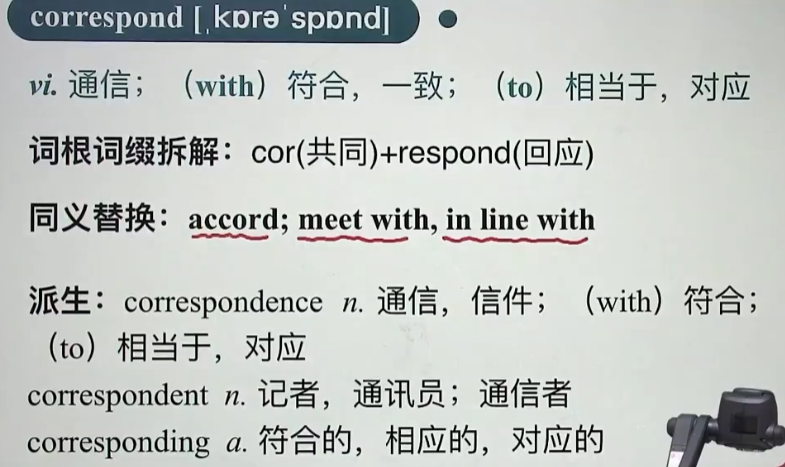 correspond [ˌkɒrəˈspɒnd]
vi. 通信；（with）符合，一致；（to）相当于，对应
词根词缀拆解：cor(共同)+respond(回应)
同义替换：accord; meet with, in line with
派生：correspondence n. 通信，信件；（with）符合；
（to）相当于，对应
correspondent n. 记者，通讯员；通信者
corresponding a. 符合的，相应的，对应的